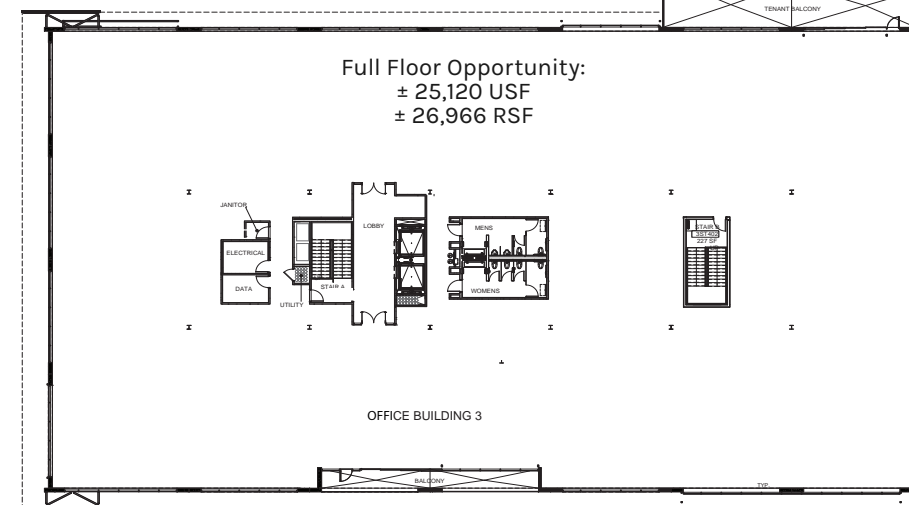 TENANT BALCONY
Full Floor Opportunity:
± 25,120 USF
± 26,966 RSF
JANITOR
LOBBY
MENS
STAIR B
3ST402
227 SF
ELECTRICAL
DATA
STAIR A
WOMENS
UTILITY
OFFICE BUILDING 3
BALCONY
TYP.